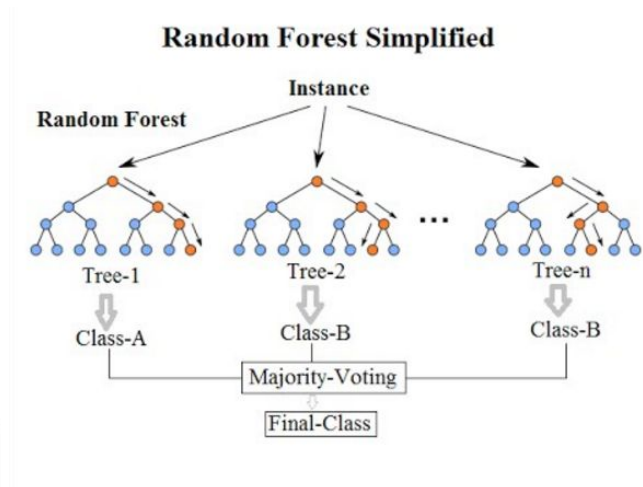 Random Forest Simplified
Instance
Random Forest
...
Tree-1
Tree-2
Tree-n
Class-A
Class-B
Class-B
Majority-Voting
Final-Class